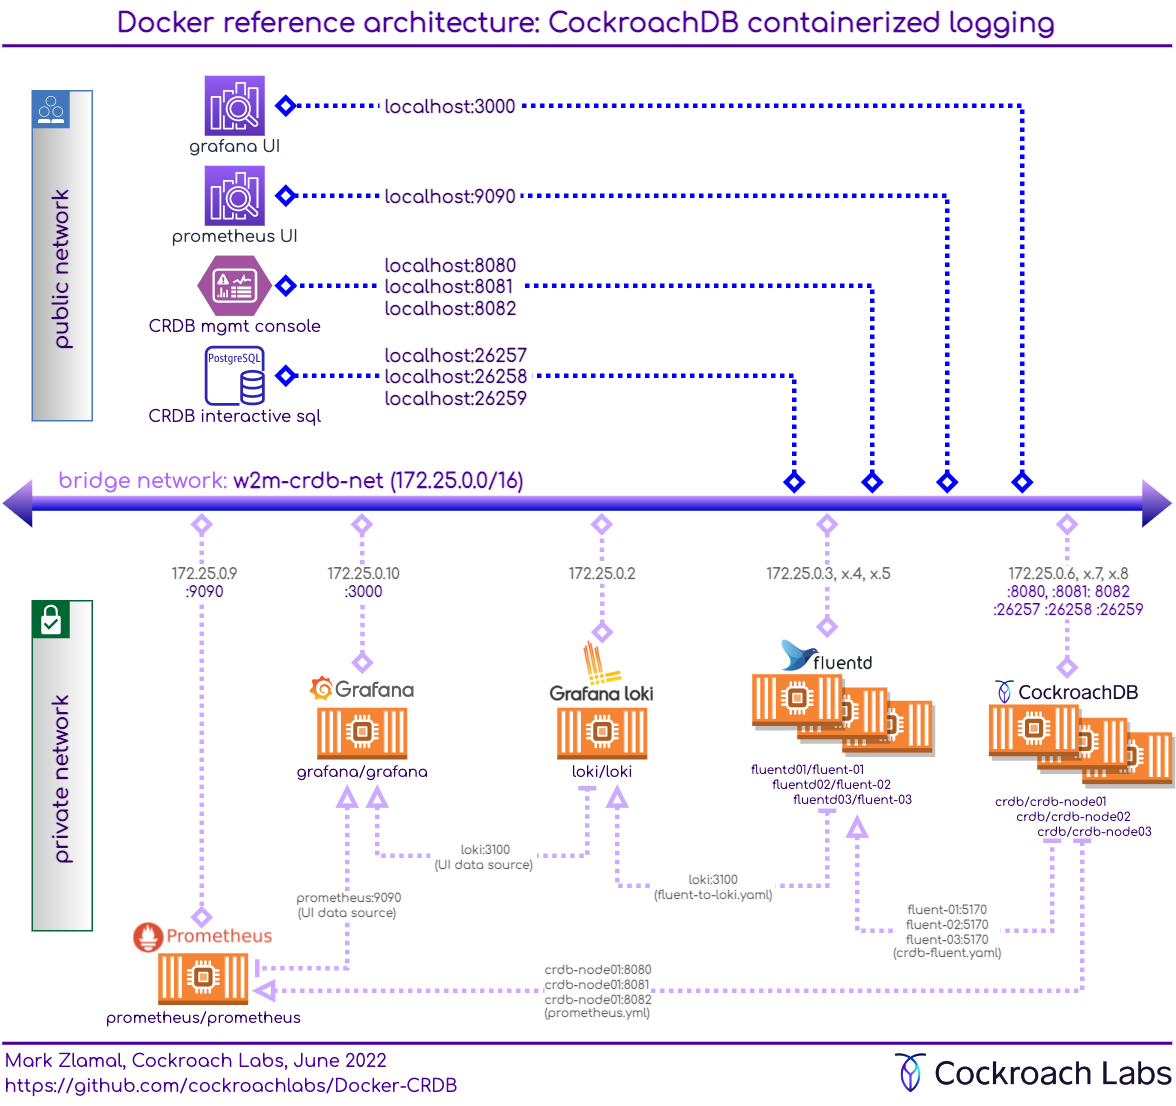 Docker reference architecture: CockroachDB containerized logging
public network
grafana UI
localhost:3000
prometheus UI
localhost:9090
CRDB mgmt console
localhost:8080
localhost:8081
localhost:8082
PostgreSQL
CRDB interactive sql
localhost:26257
localhost:26258
localhost:26259
bridge network: w2m-crdb-net (172.25.0.0/16)
private network
172.25.0.9
:9090
172.25.0.10
:3000
172.25.0.2
172.25.0.3, x.4, x.5
172.25.0.6, x.7, x.8
:8080, :8081: 8082
:26257 :26258 :26259
Grafana
grafana/grafana
Grafana loki
loki/loki
fluentd
fluentd01/fluent-01
fluentd02/fluent-02
fluentd03/fluent-03
CockroachDB
crdb/crdb-node01
crdb/crdb-node02
crdb/crdb-node03
loki:3100
(UI data source)
loki:3100
(fluent-to-loki.yaml)
prometheus:9090
(UI data source)
fluent-01:5170
fluent-02:5170
fluent-03:5170
(crdb-fluent.yaml)
Prometheus
prometheus/prometheus
crdb-node01:8080
crdb-node01:8081
crdb-node01:8082
(prometheus.yml)
Mark Zlamal, Cockroach Labs, June 2022
https://github.com/cockroachlabs/Docker-CRDB
Cockroach Labs